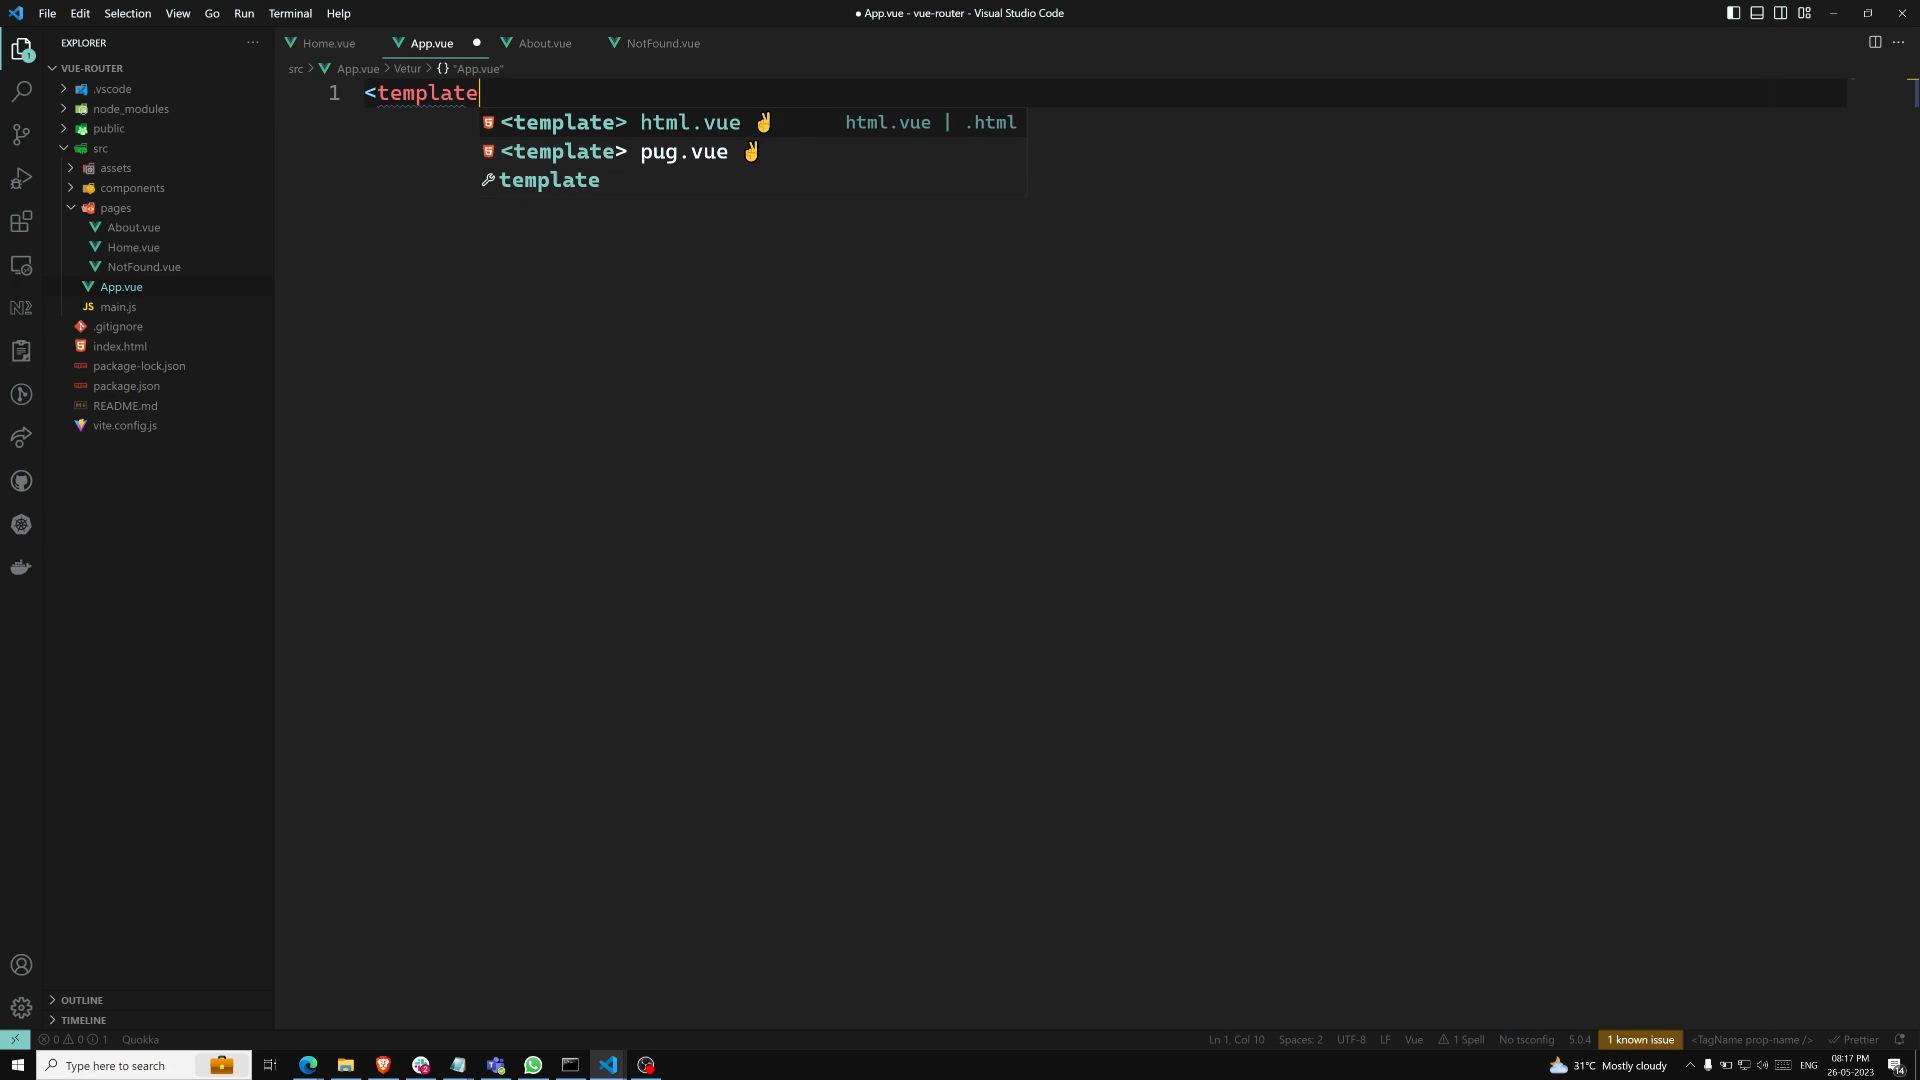 File Edit Selection View Go Run Terminal Help
● App.vue - vue-router - Visual Studio Code
EXPLORER
Home.vue App.vue About.vue NotFound.vue
VUE-ROUTER
src > App.vue > Vetur > {} "App.vue"
.vscode
1 <template
node_modules
<template> html.vue ✌ html.vue | .html
public
src
<template> pug.vue ✌
assets
template
components
pages
About.vue
Home.vue
NotFound.vue
App.vue
JS main.js
.gitignore
index.html
package-lock.json
package.json
README.md
vite.config.js
OUTLINE
TIMELINE
0 0 1 Quokka
Ln 1, Col 10 Spaces: 2 UTF-8 LF Vue 1 Spell No tsconfig 5.0.4 1 known issue <TagName prop-name /> Prettier
Type here to search
31°C Mostly cloudy
ENG
08:17 PM
26-05-2023
14